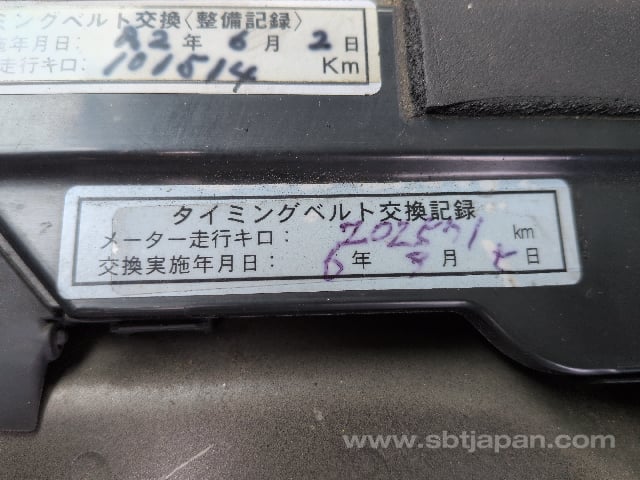 イミングベルト交換〈整備記録〉
施年月日: R2年 6月 2日
走行キロ: 101514 Km
タイミングベルト交換記録
メーター走行キロ: km
交換実施年月日: 6年 月 日
www.sbtjapan.com